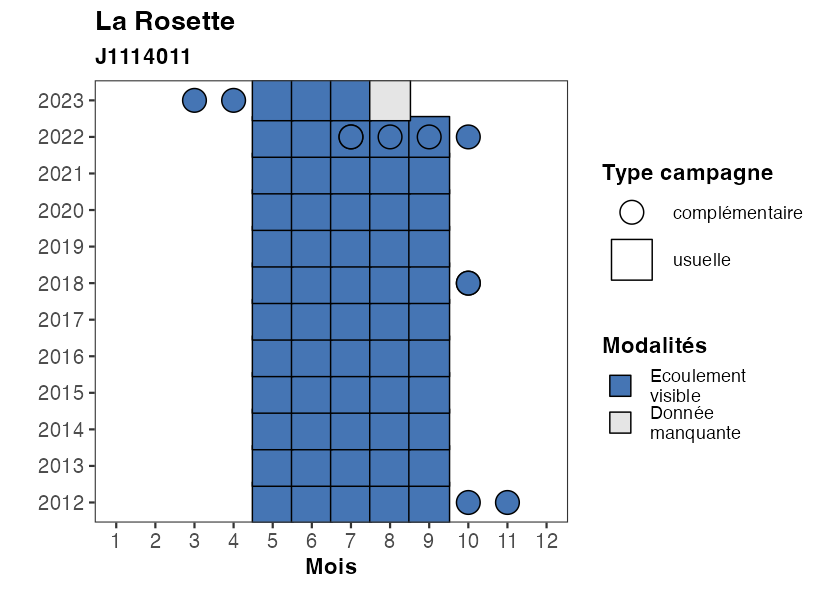 La Rosette
J1114011
2023
2022
2021
2020
2019
2018
2017
2016
2015
2014
2013
2012
1 2 3 4 5 6 7 8 9 10 11 12
Mois
Type campagne
complémentaire
usuelle
Modalités
Ecoulement
visible
Donnée
manquante